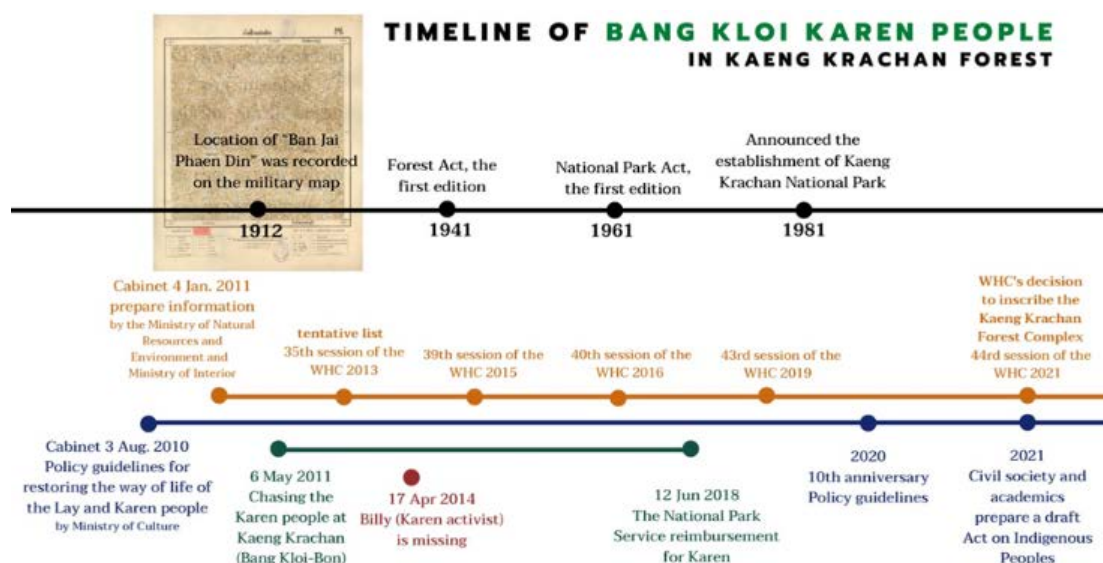 TIMELINE OF BANG KLOI KAREN PEOPLE
IN KAENG KRACHAN FOREST
Location of "Ban Jai
Phaen Din" was recorded
on the military map
1912
Forest Act, the
first edition
1941
National Park Act,
the first edition
1961
Announced the
establishment of Kaeng
Krachan National Park
1981
Cabinet 4 Jan. 2011
prepare information
by the Ministry of Natural
Resources and
Environment and
Ministry of Interior
tentative list
35th session of the
WHC 2013
39th session of the
WHC 2015
40th session of the
WHC 2016
43rd session of the
WHC 2019
WHC's decision
to inscribe the
Kaeng Krachan
Forest Complex
44rd session of the
WHC 2021
Cabinet 3 Aug. 2010
Policy guidelines for
restoring the way of life of
the Lay and Karen people
by Ministry of Culture
6 May 2011
Chasing the
Karen people at
Kaeng Krachan
(Bang Kloi-Bon)
17 Apr 2014
Billy (Karen activist)
is missing
12 Jun 2018
The National Park
Service reimbursement
for Karen
2020
10th anniversary
Policy guidelines
2021
Civil society and
academics
prepare a draft
Act on Indigenous
Peoples